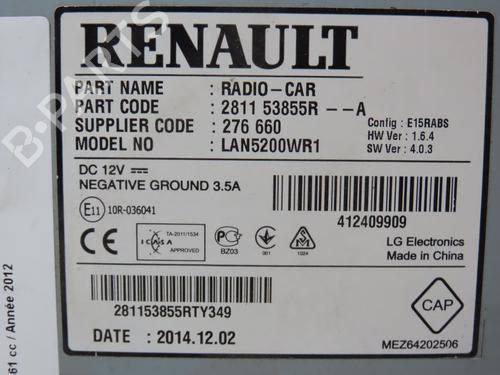 RENAULT
PART NAME : RADIO-CAR
PART CODE : 2811 53855R --A
SUPPLIER CODE : 276 660
MODEL NO : LAN5200WR1
Config : E15RABS
HW Ver : 1.6.4
SW Ver : 4.0.3
DC 12V
NEGATIVE GROUND 3.5A
E11 10R-036041
412409909
ICASA
TA-2011/1534
APPROVED
BZ03
001
1024
LG Electronics
Made in China
CE
281153855RTY349
DATE : 2014.12.02
CAP
MEZ64202506
61 cc / Année 2012
B-PARTS